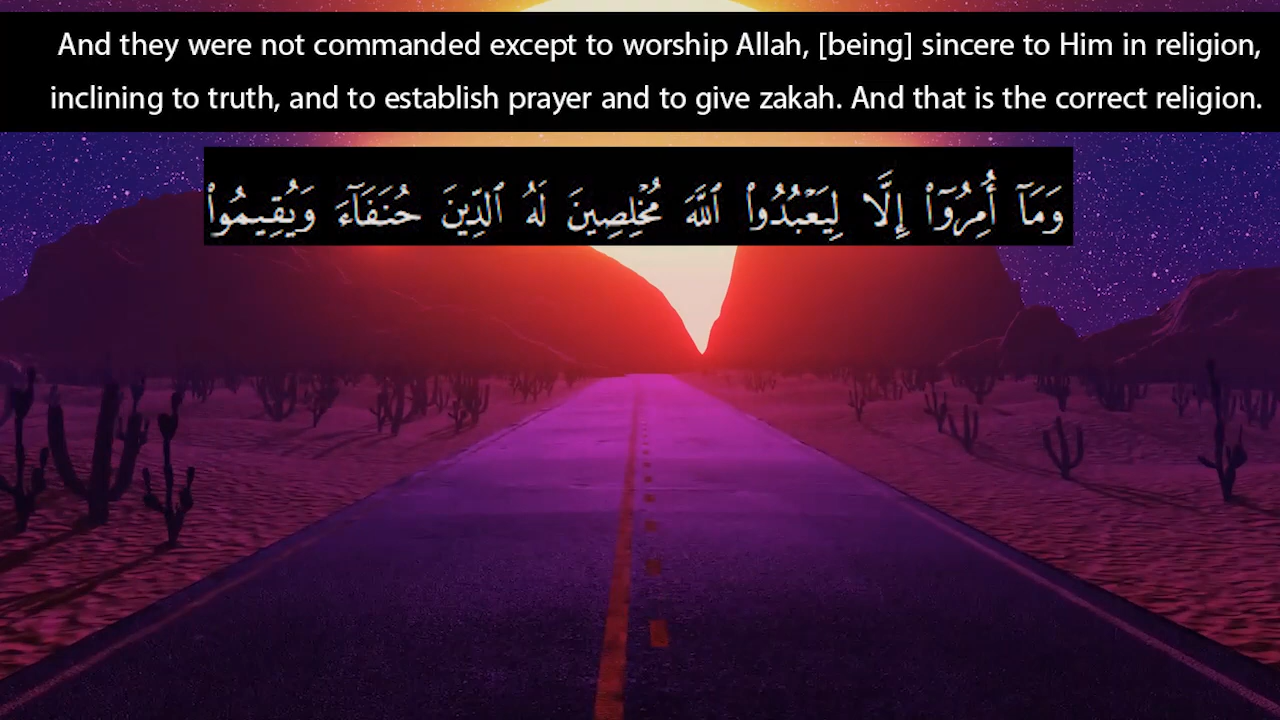 And they were not commanded except to worship Allah, [being] sincere to Him in religion,
inclining to truth, and to establish prayer and to give zakah. And that is the correct religion.
وَمَآ أُمِرُوٓا۟ إِلَّا لِيَعْبُدُوا۟ ٱللَّهَ مُخْلِصِينَ لَهُ ٱلدِّينَ حُنَفَآءَ وَيُقِيمُوا۟